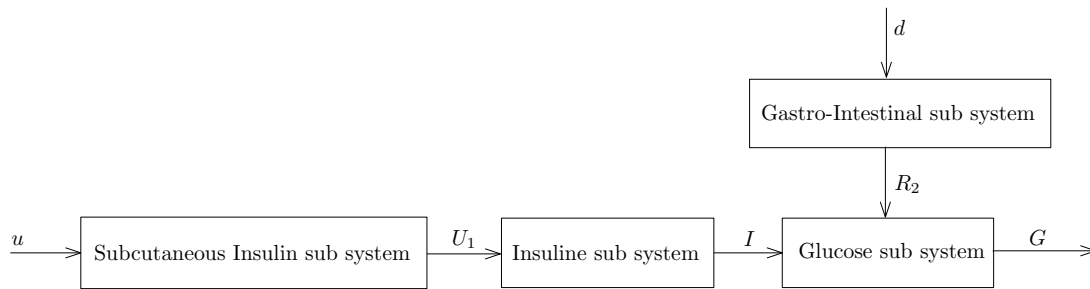 d
Gastro-Intestinal sub system
R₂
u
Subcutaneous Insulin sub system
U₁
Insuline sub system
I
Glucose sub system
G